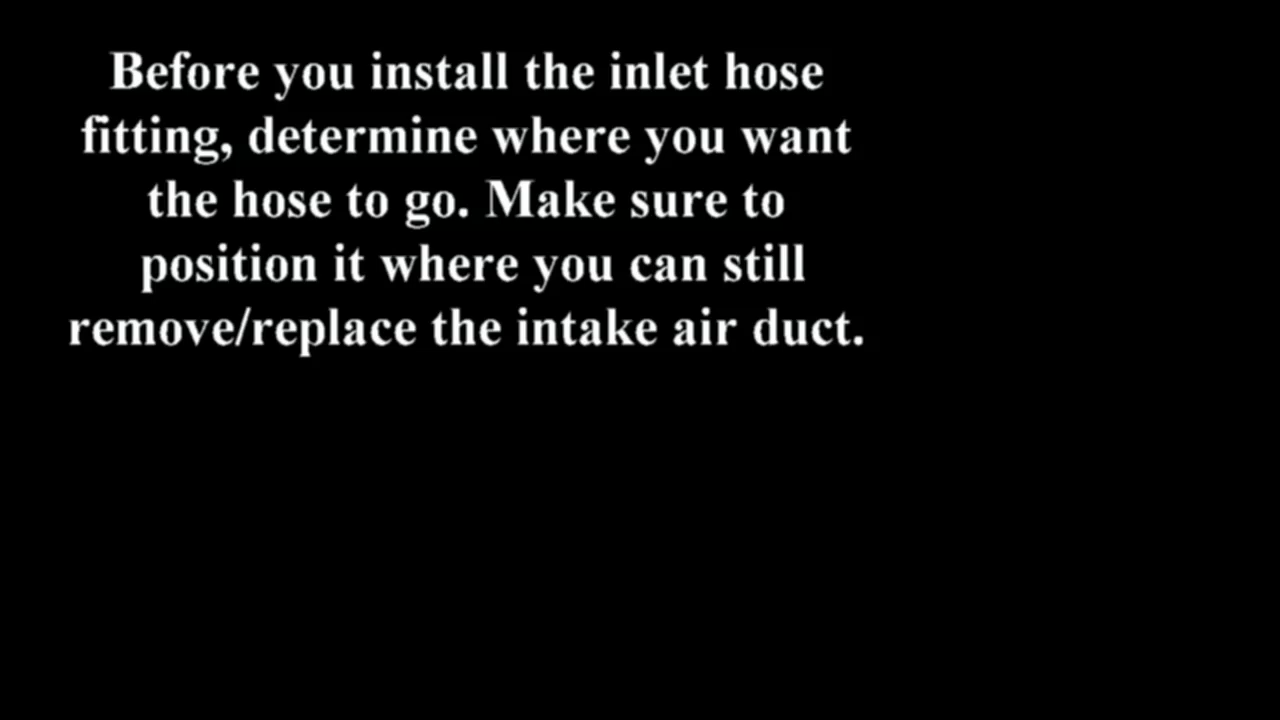 Before you install the inlet hose
fitting, determine where you want
the hose to go. Make sure to
position it where you can still
remove/replace the intake air duct.